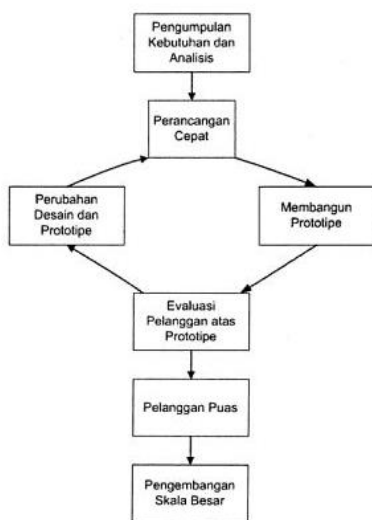 Pengumpulan
Kebutuhan dan
Analisis
Perancangan
Cepat
Perubahan
Desain dan
Prototipe
Membangun
Prototipe
Evaluasi
Pelanggan atas
Prototipe
Pelanggan Puas
Pengembangan
Skala Besar